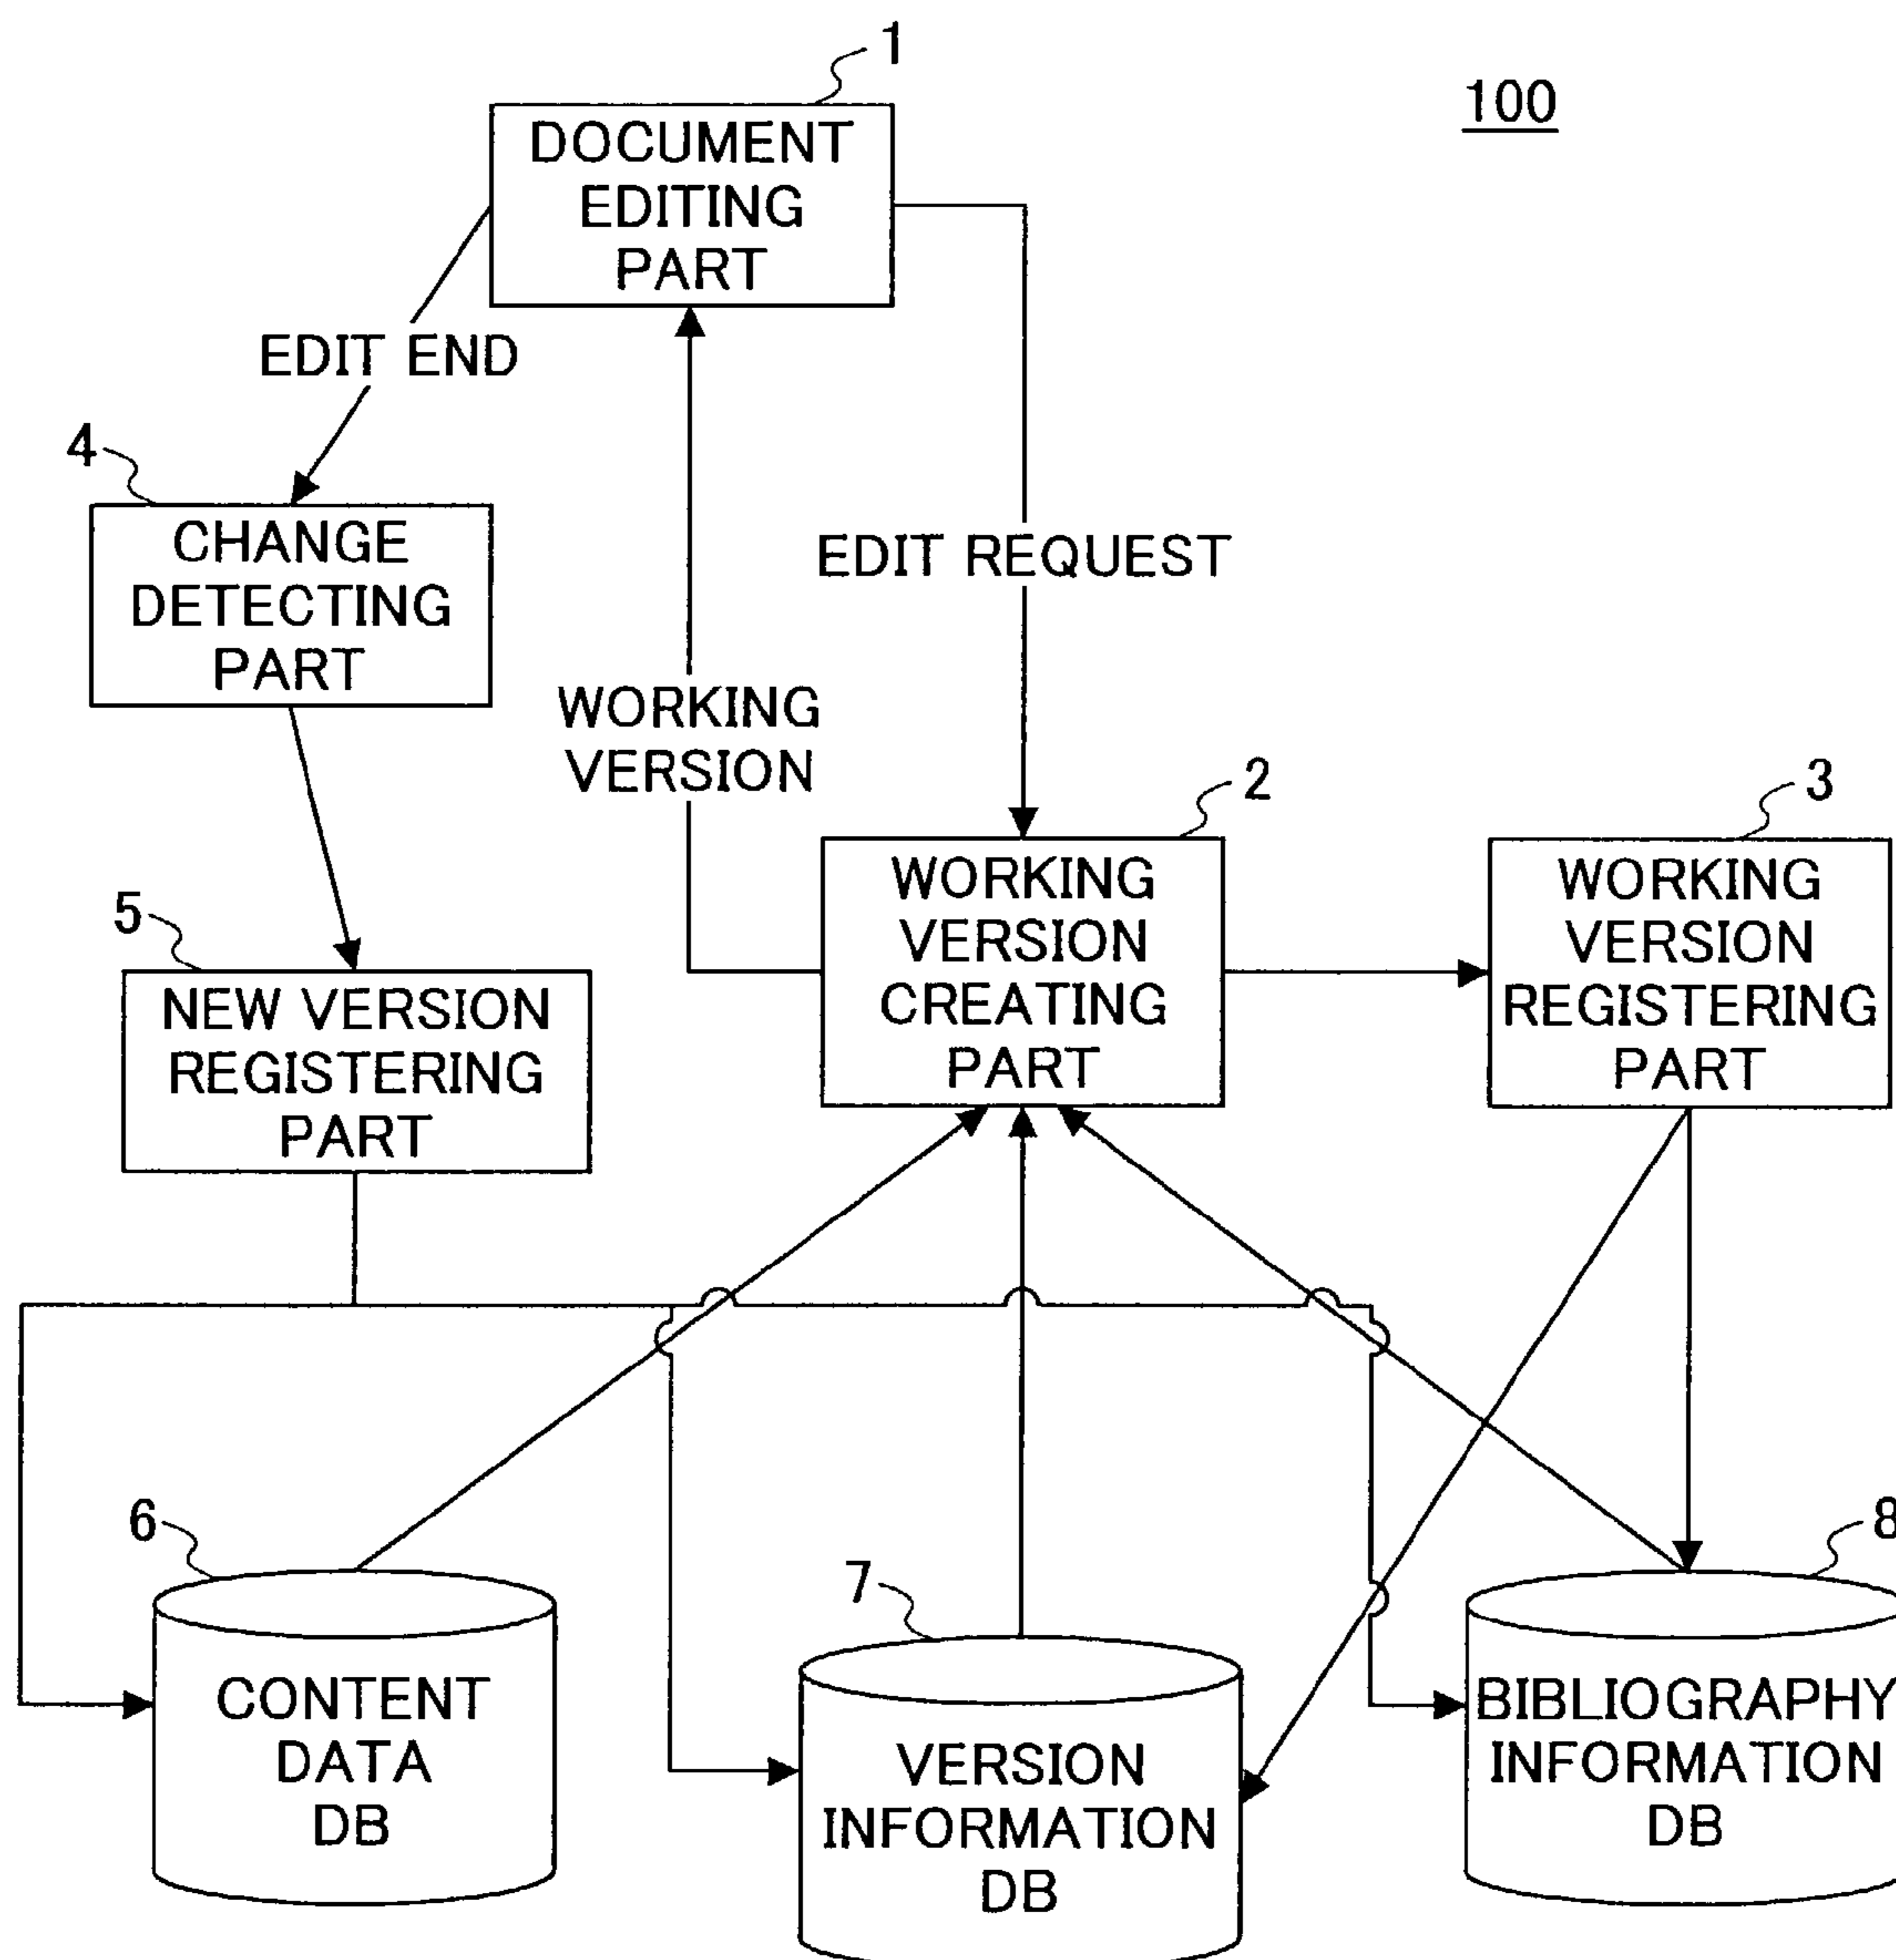 1
100
DOCUMENT
EDITING
PART
EDIT END
4
CHANGE
DETECTING
PART
EDIT REQUEST
WORKING
VERSION
2
3
WORKING
VERSION
CREATING
PART
WORKING
VERSION
REGISTERING
PART
5
NEW VERSION
REGISTERING
PART
6
7
8
CONTENT
DATA
DB
VERSION
INFORMATION
DB
BIBLIOGRAPHY
INFORMATION
DB